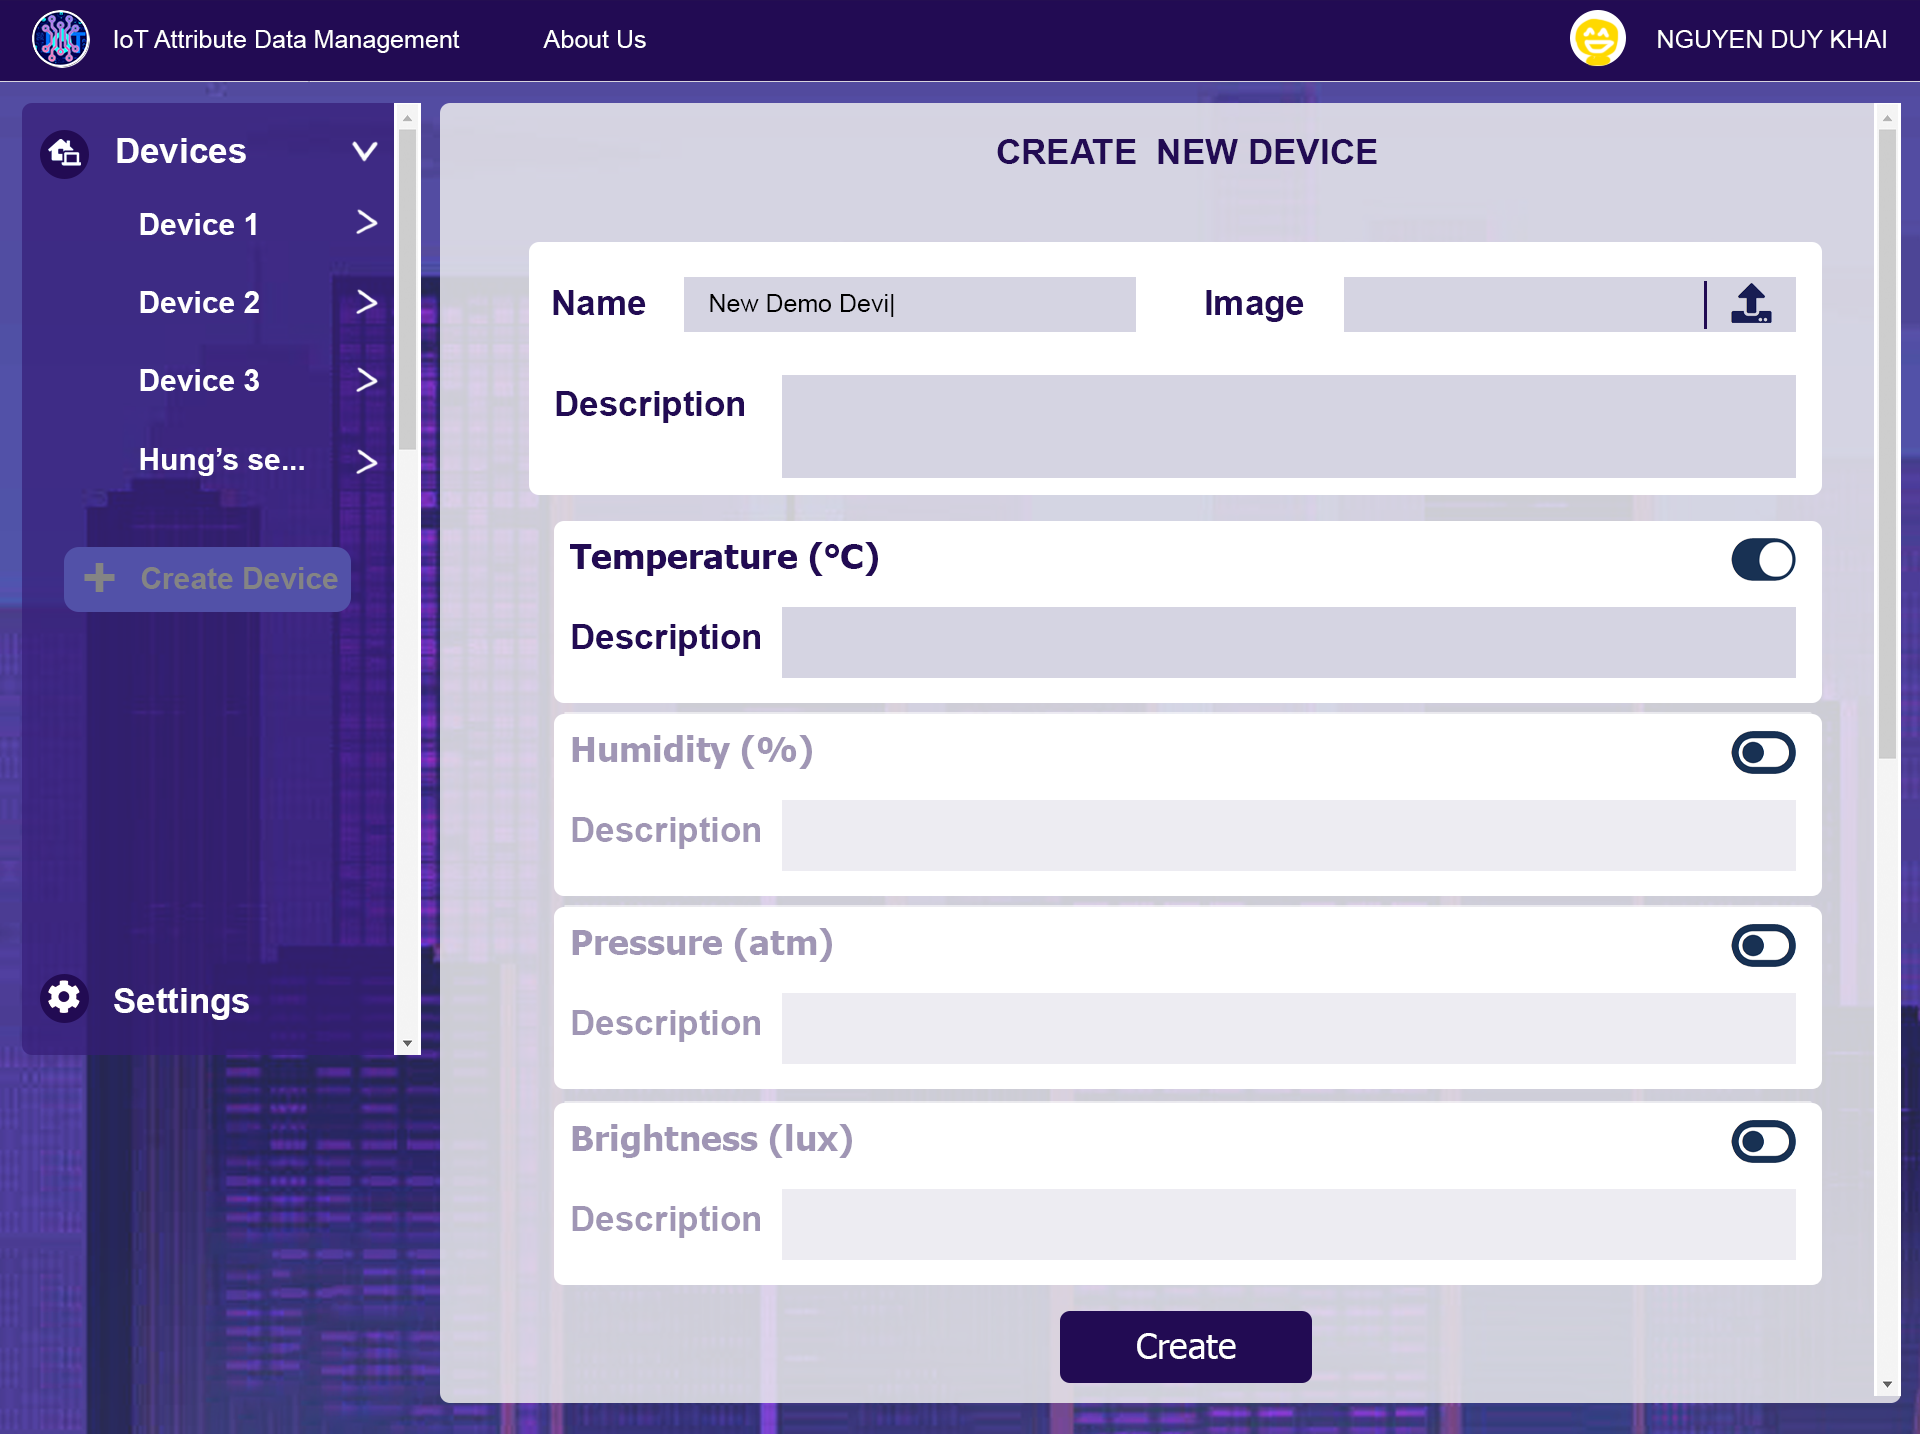 IoT Attribute Data Management
About Us
NGUYEN DUY KHAI
Devices
Device 1
Device 2
Device 3
Hung’s se...
Create Device
Settings
CREATE NEW DEVICE
Name
New Demo Devi
Image
Description
Temperature (°C)
Description
Humidity (%)
Description
Pressure (atm)
Description
Brightness (lux)
Description
Create